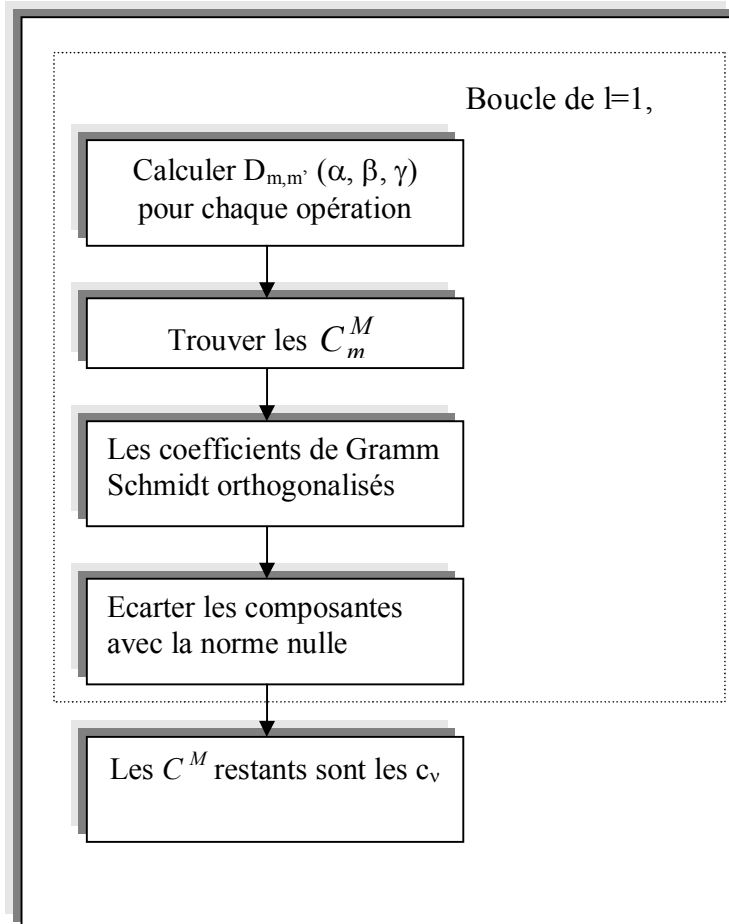 Boucle de l=1,
Calculer Dm,m' (α, β, γ)
pour chaque opération
Trouver les C_m^M
Les coefficients de Gramm
Schmidt orthogonalisés
Ecarter les composantes
avec la norme nulle
Les C^M restants sont les c_ν